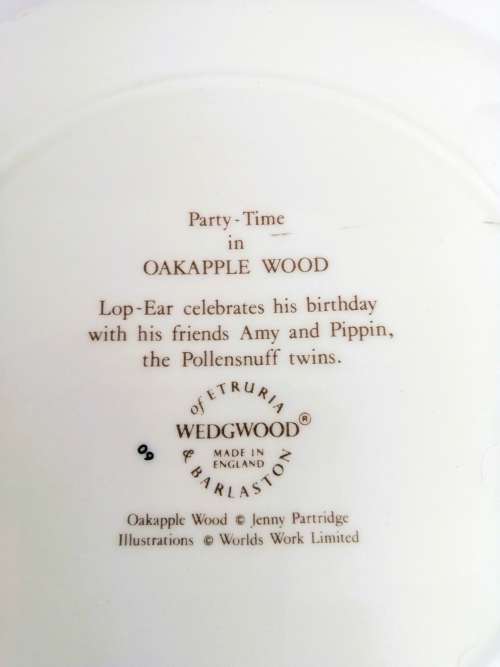 Party-Time
in
OAKAPPLE WOOD
Lop-Ear celebrates his birthday
with his friends Amy and Pippin,
the Pollensnuff twins.
of ETRURIA
WEDGWOOD®
MADE IN
ENGLAND
& BARLASTON
60
Oakapple Wood © Jenny Partridge
Illustrations © Worlds Work Limited